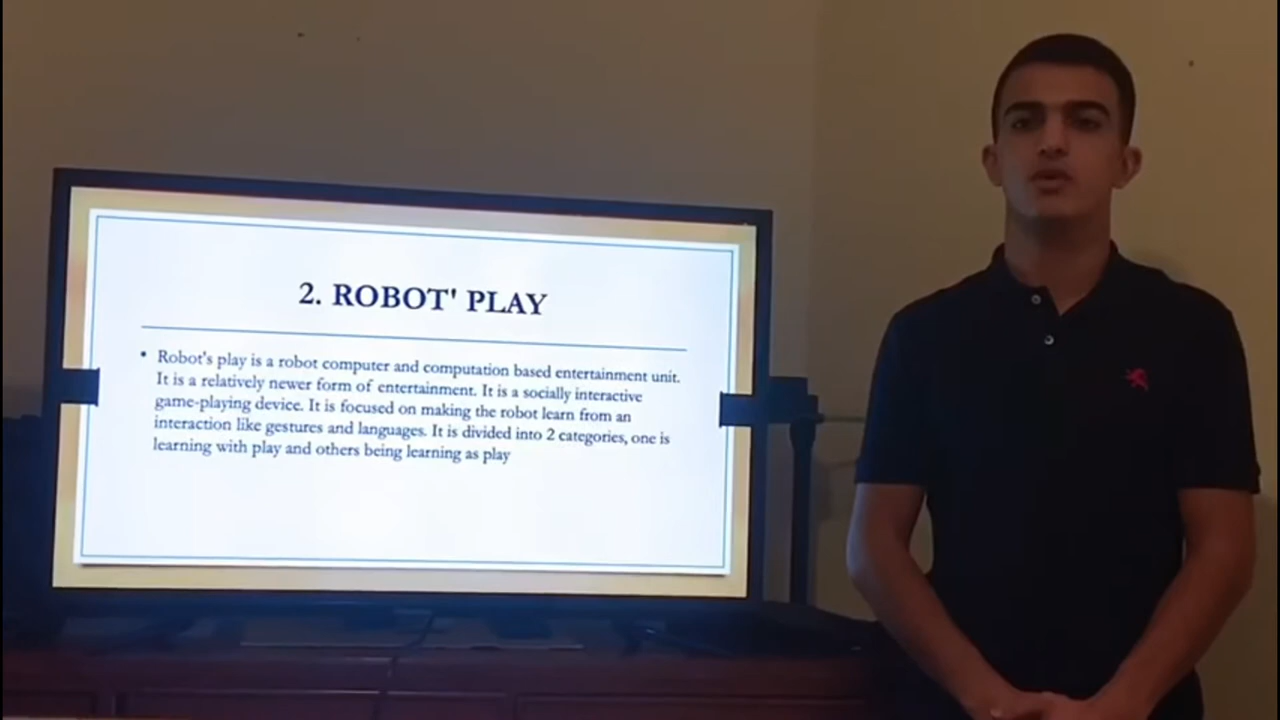 2. ROBOT' PLAY
• Robot's play is a robot computer and computation based entertainment unit.
It is a relatively newer form of entertainment. It is a socially interactive
game-playing device. It is focused on making the robot learn from an
interaction like gestures and languages. It is divided into 2 categories, one is
learning with play and others being learning as play